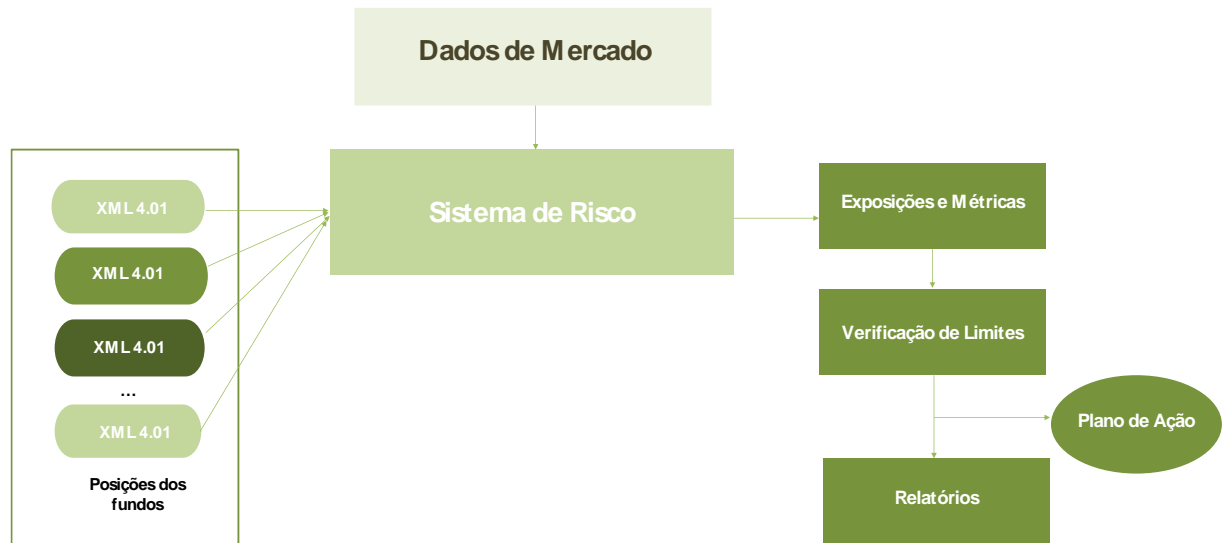 Dados de Mercado
XML 4.01
Sistema de Risco
Exposições e Métricas
XML 4.01
XML 4.01
Verificação de Limites
...
XML 4.01
Plano de Ação
Posições dos
fundos
Relatórios